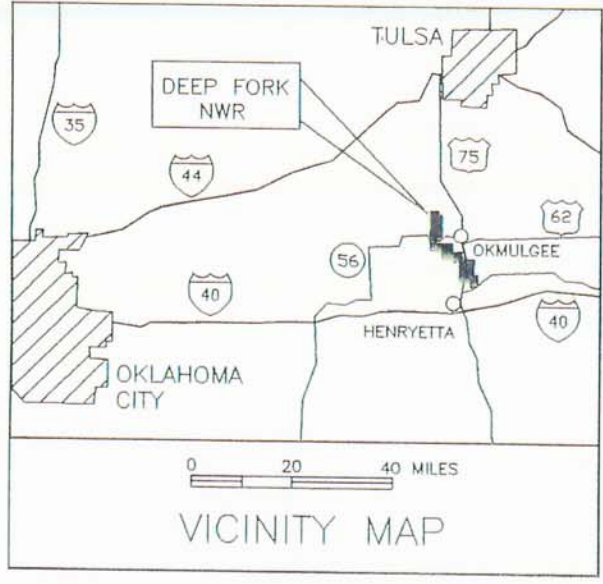 TULSA
DEEP FORK
NWR
35
44
75
62
OKMULGEE
56
40
HENRYETTA
40
OKLAHOMA
CITY
0 20 40 MILES
VICINITY MAP